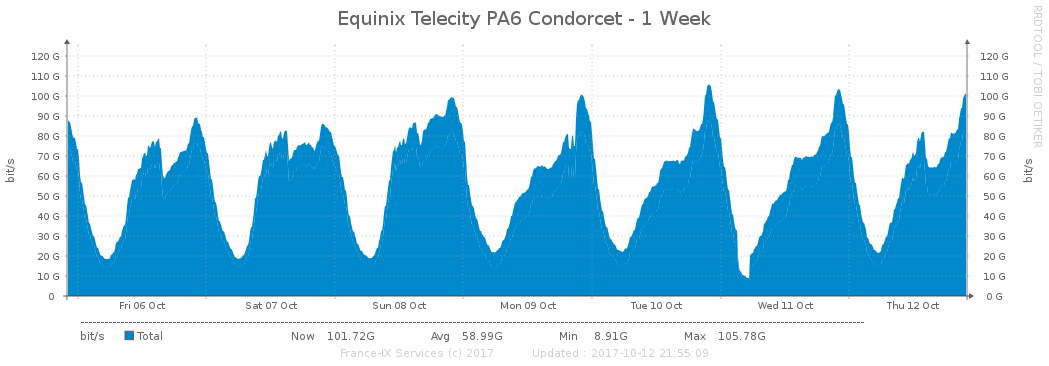 Equinix Telecity PA6 Condorcet - 1 Week
RRDTOOL / TOBI OETIKER
120 G 120 G
110 G 110 G
100 G 100 G
90 G 90 G
80 G 80 G
70 G 70 G
60 G 60 G
50 G 50 G
40 G 40 G
30 G 30 G
20 G 20 G
10 G 10 G
0 0 G
bit/s bit/s
Fri 06 Oct Sat 07 Oct Sun 08 Oct Mon 09 Oct Tue 10 Oct Wed 11 Oct Thu 12 Oct
bit/s Total Now 101.72G Avg 58.99G Min 8.91G Max 105.78G
France-IX Services (c) 2017 Updated : 2017-10-12 21:55:09